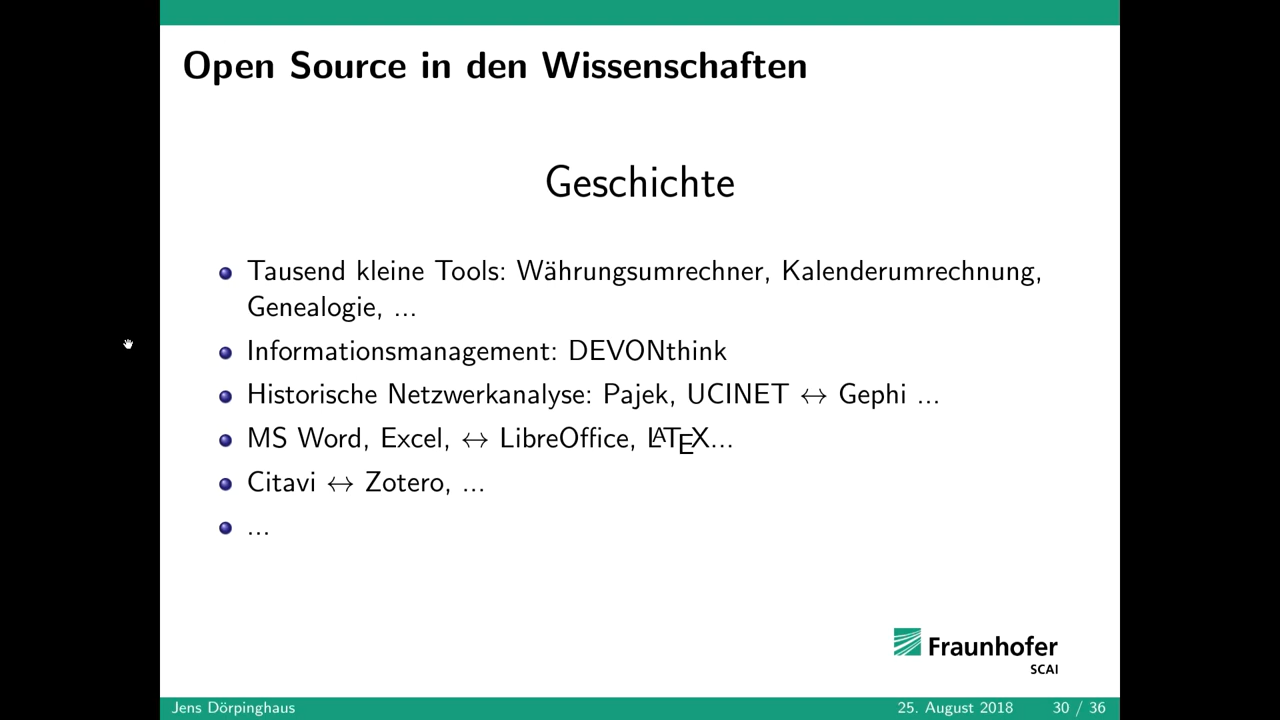 Open Source in den Wissenschaften
Geschichte
Tausend kleine Tools: Währungsumrechner, Kalenderumrechnung,
Genealogie, ...
Informationsmanagement: DEVONthink
Historische Netzwerkanalyse: Pajek, UCINET ↔ Gephi ...
MS Word, Excel, ↔ LibreOffice, LATEX...
Citavi ↔ Zotero, ...
...
Fraunhofer
SCAI
Jens Dörpinghaus 25. August 2018 30 / 36